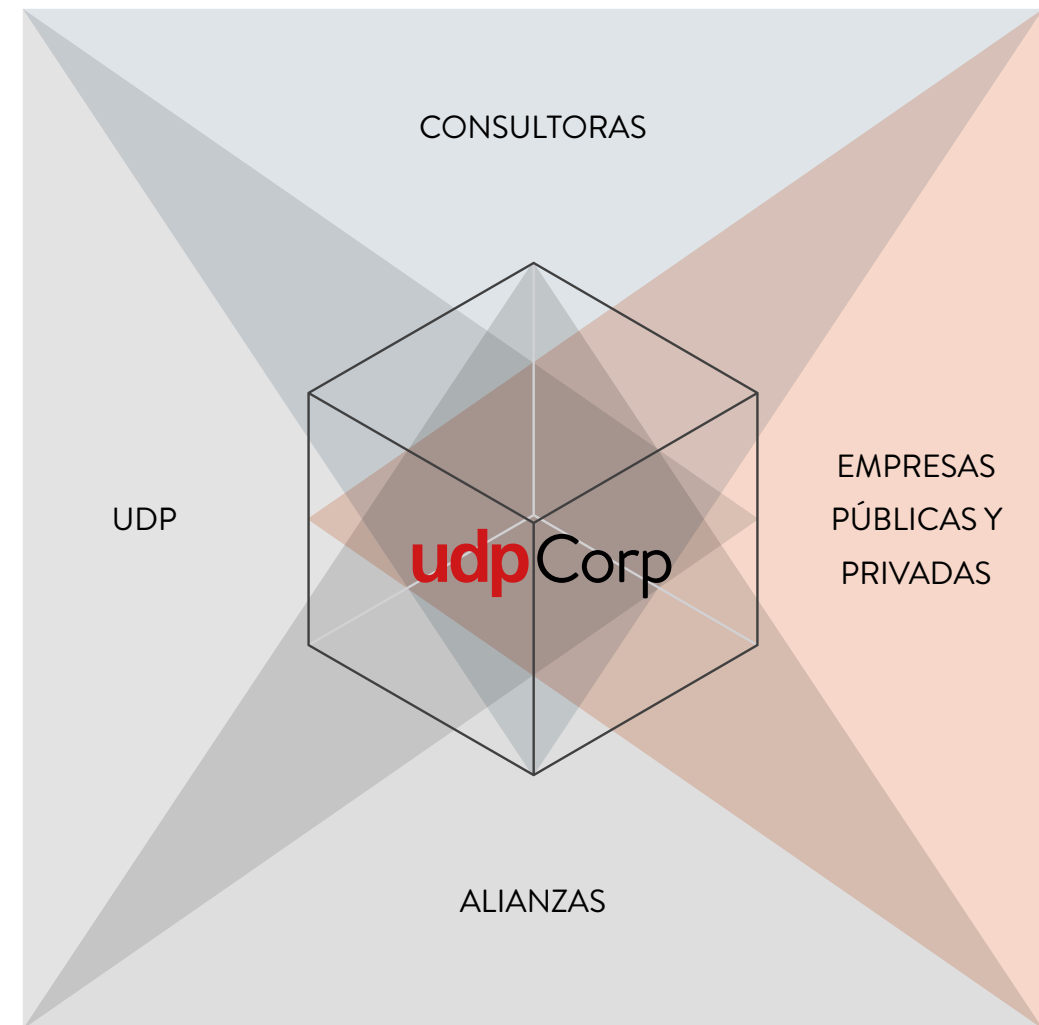 CONSULTORAS
UDP
udpCorp
EMPRESAS
PÚBLICAS Y
PRIVADAS
ALIANZAS